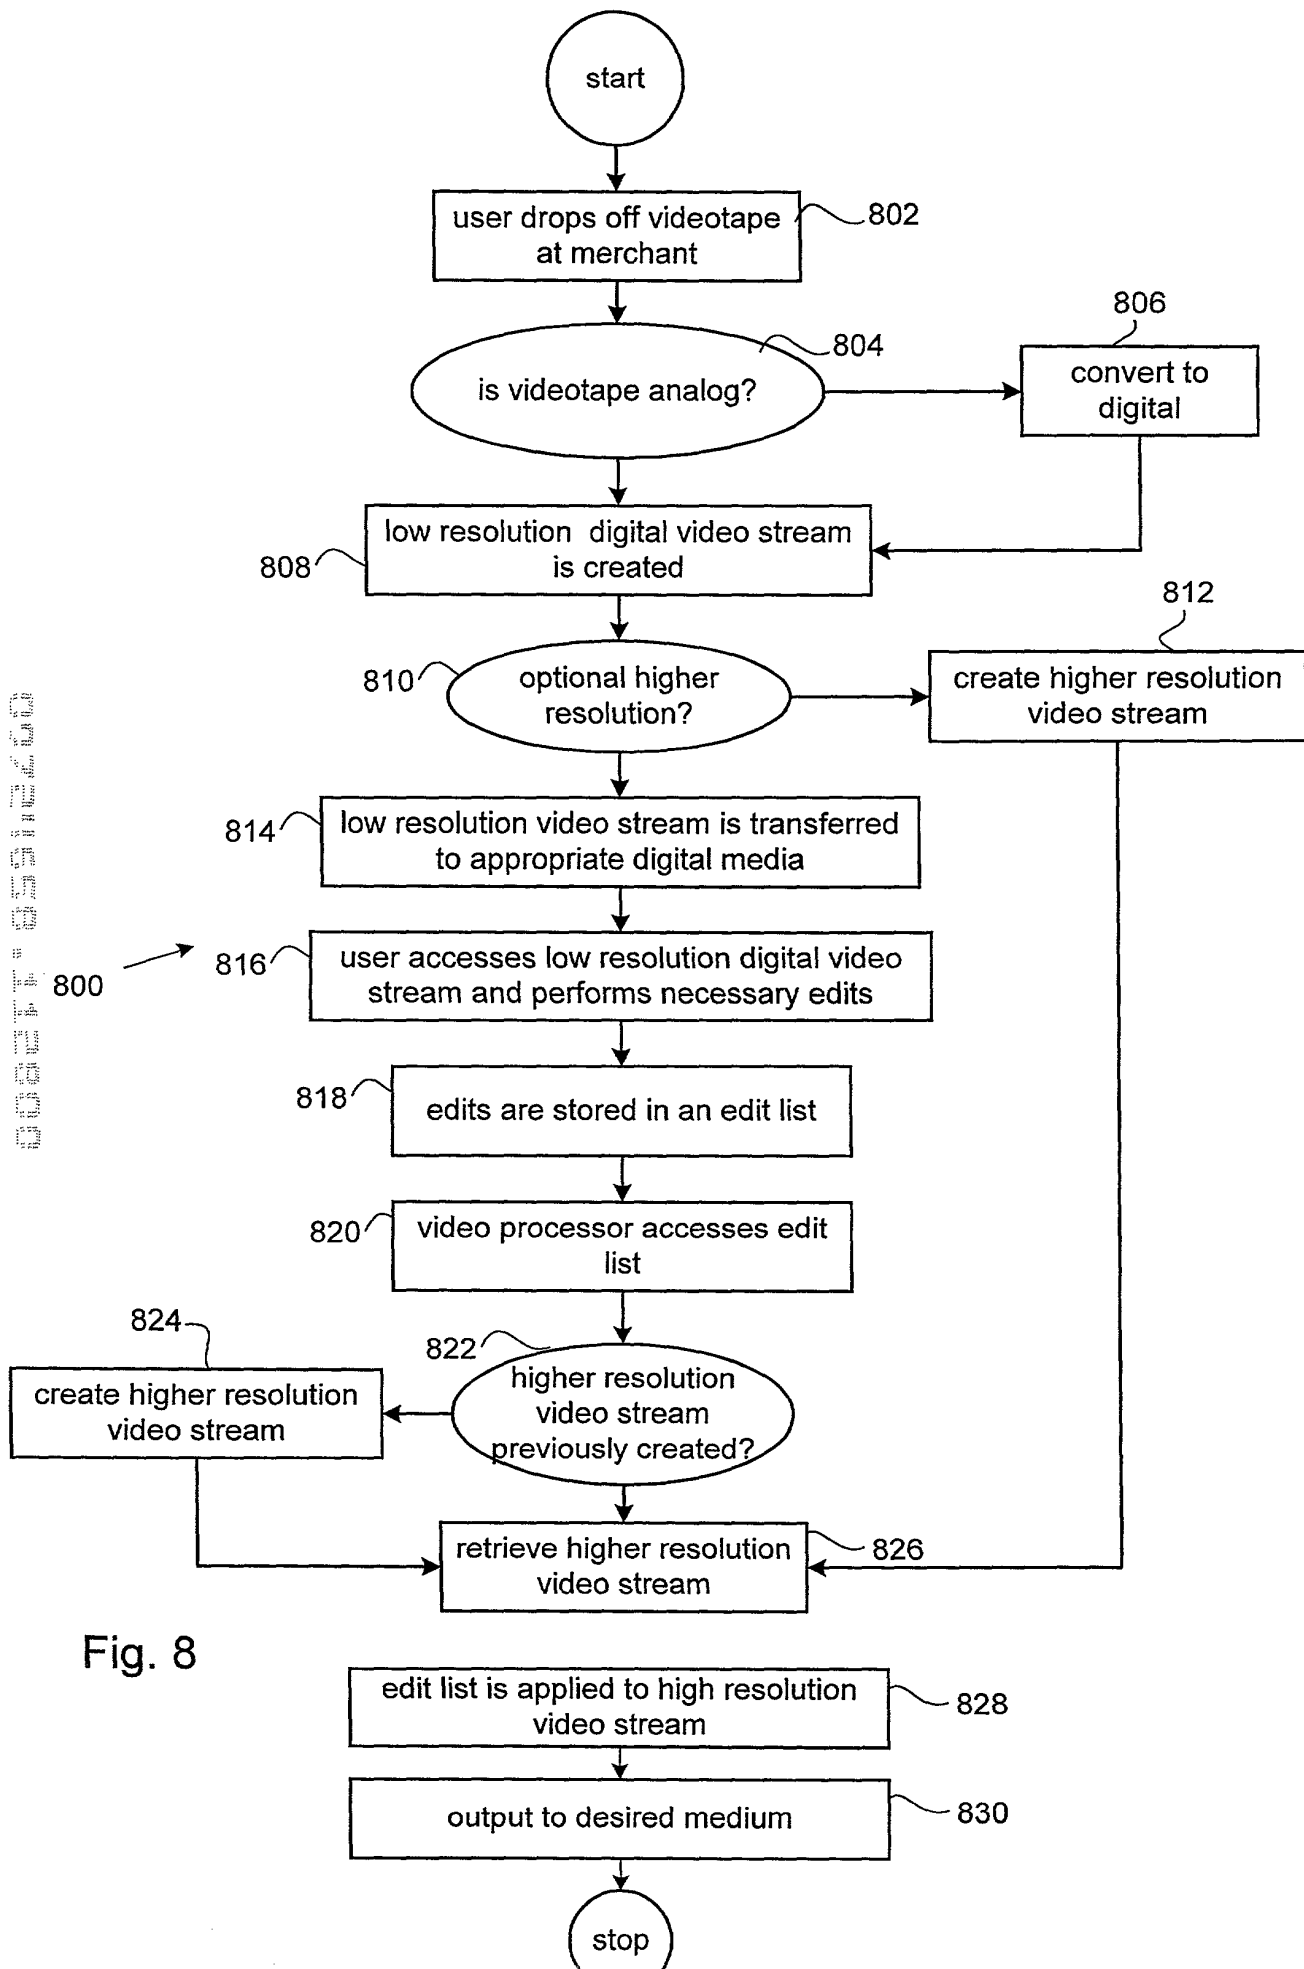 start
user drops off videotape
at merchant
802
is videotape analog?
804
806
convert to
digital
low resolution digital video stream
is created
808
810
optional higher
resolution?
812
create higher resolution
video stream
814
low resolution video stream is transferred
to appropriate digital media
800
816
user accesses low resolution digital video
stream and performs necessary edits
818
edits are stored in an edit list
820
video processor accesses edit
list
824
create higher resolution
video stream
822
higher resolution
video stream
previously created?
retrieve higher resolution
video stream
826
Fig. 8
edit list is applied to high resolution
video stream
828
output to desired medium
830
stop